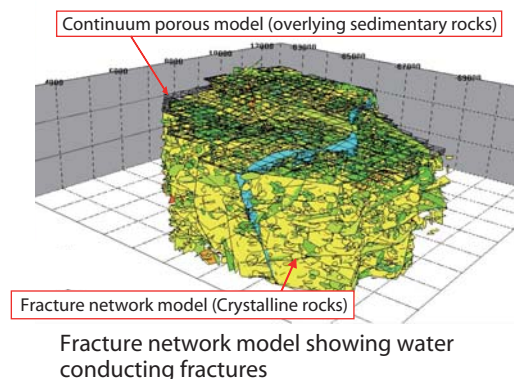 Continuum porous model (overlying sedimentary rocks)
Fracture network model (Crystalline rocks)
Fracture network model showing water
conducting fractures